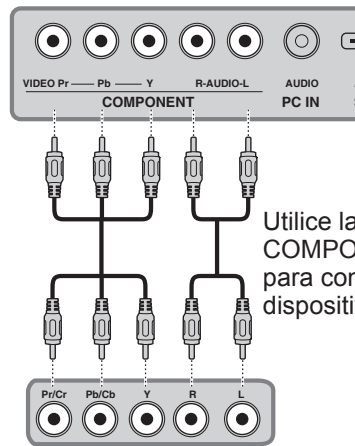 VIDEO Pr Pb Y R-AUDIO-L AUDIO
COMPONENT PC IN
Utilice la
COMPO
para con
dispositi
Pr/Cr Pb/Cb Y R L